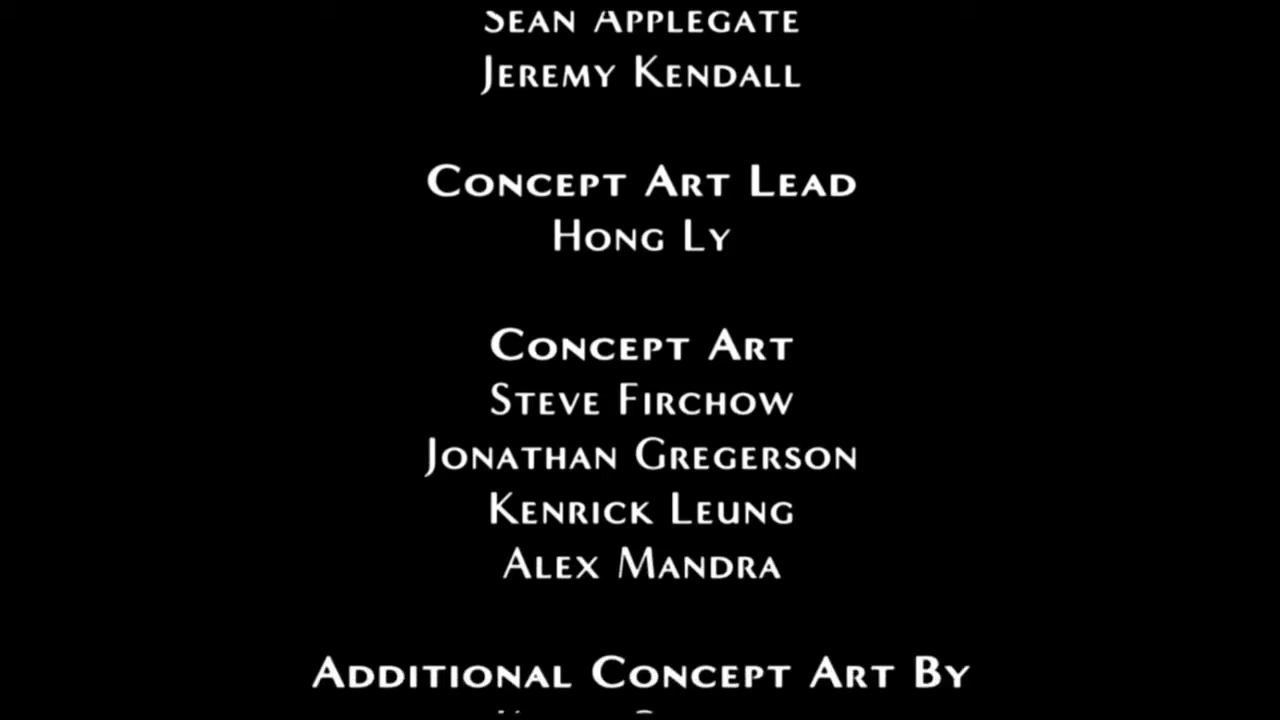 Sean Applegate
Jeremy Kendall
Concept Art Lead
Hong Ly
Concept Art
Steve Firchow
Jonathan Gregerson
Kenrick Leung
Alex Mandra
Additional Concept Art By